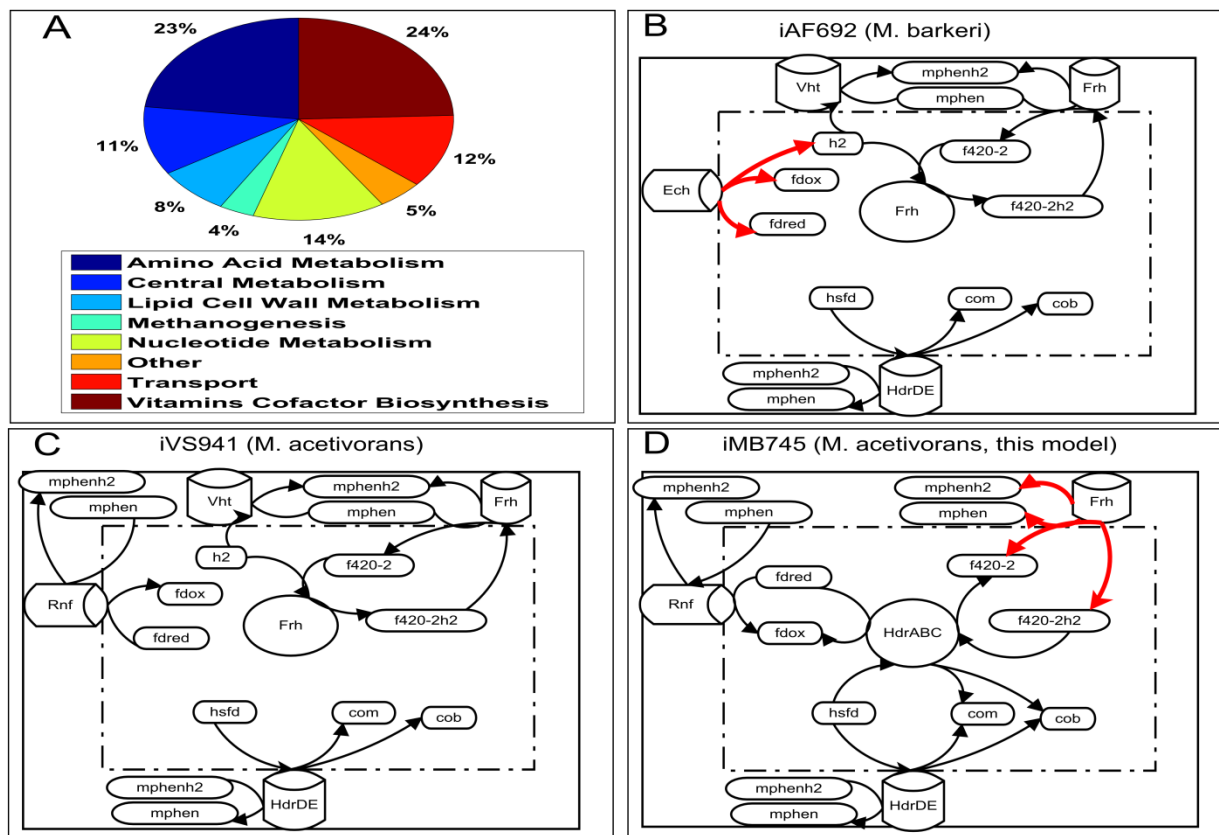 A
23%
24%
11%
12%
8%
5%
4%
14%
Amino Acid Metabolism
Central Metabolism
Lipid Cell Wall Metabolism
Methanogenesis
Nucleotide Metabolism
Other
Transport
Vitamins Cofactor Biosynthesis
B
iAF692 (M. barkeri)
Vht
mphenh2
mphen
Frh
h2
f420-2
Ech
fdox
Frh
f420-2h2
fdred
hsfd
com
cob
mphenh2
mphen
HdrDE
C
iVS941 (M. acetivorans)
mphenh2
mphen
Vht
mphenh2
mphen
Frh
h2
f420-2
Rnf
fdox
fdred
Frh
f420-2h2
hsfd
com
cob
mphenh2
mphen
HdrDE
D
iMB745 (M. acetivorans, this model)
mphenh2
mphen
mphenh2
mphen
Frh
f420-2
Rnf
fdred
fdox
HdrABC
f420-2h2
hsfd
com
cob
mphenh2
mphen
HdrDE